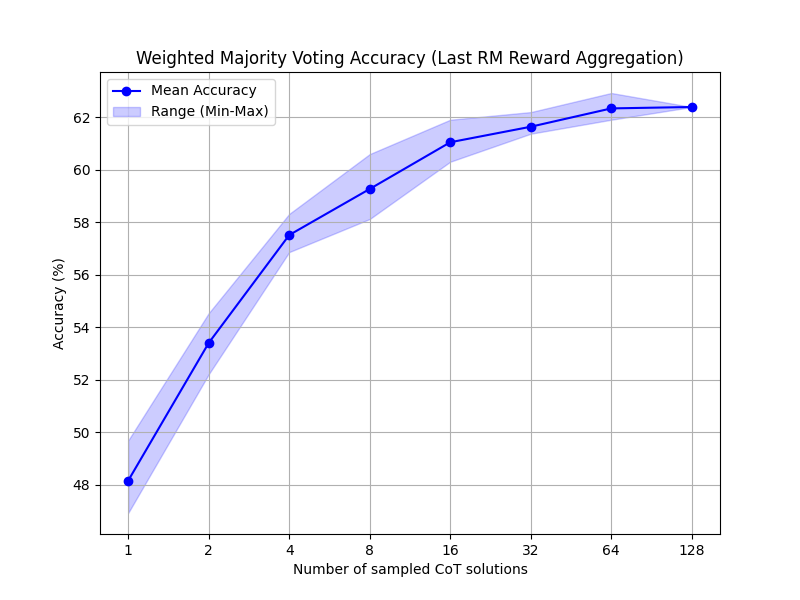 Weighted Majority Voting Accuracy (Last RM Reward Aggregation)
Mean Accuracy
Range (Min-Max)
62
60
58
56
54
52
50
48
Accuracy (%)
1 2 4 8 16 32 64 128
Number of sampled CoT solutions